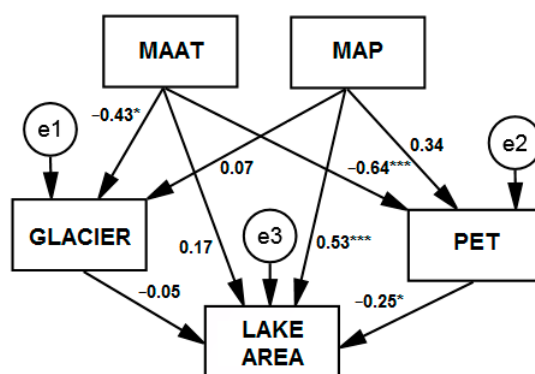 MAAT
MAP
e1
−0.43*
0.34
e2
0.07
−0.64***
GLACIER
0.17
e3
0.53***
PET
−0.05
−0.25*
LAKE
AREA